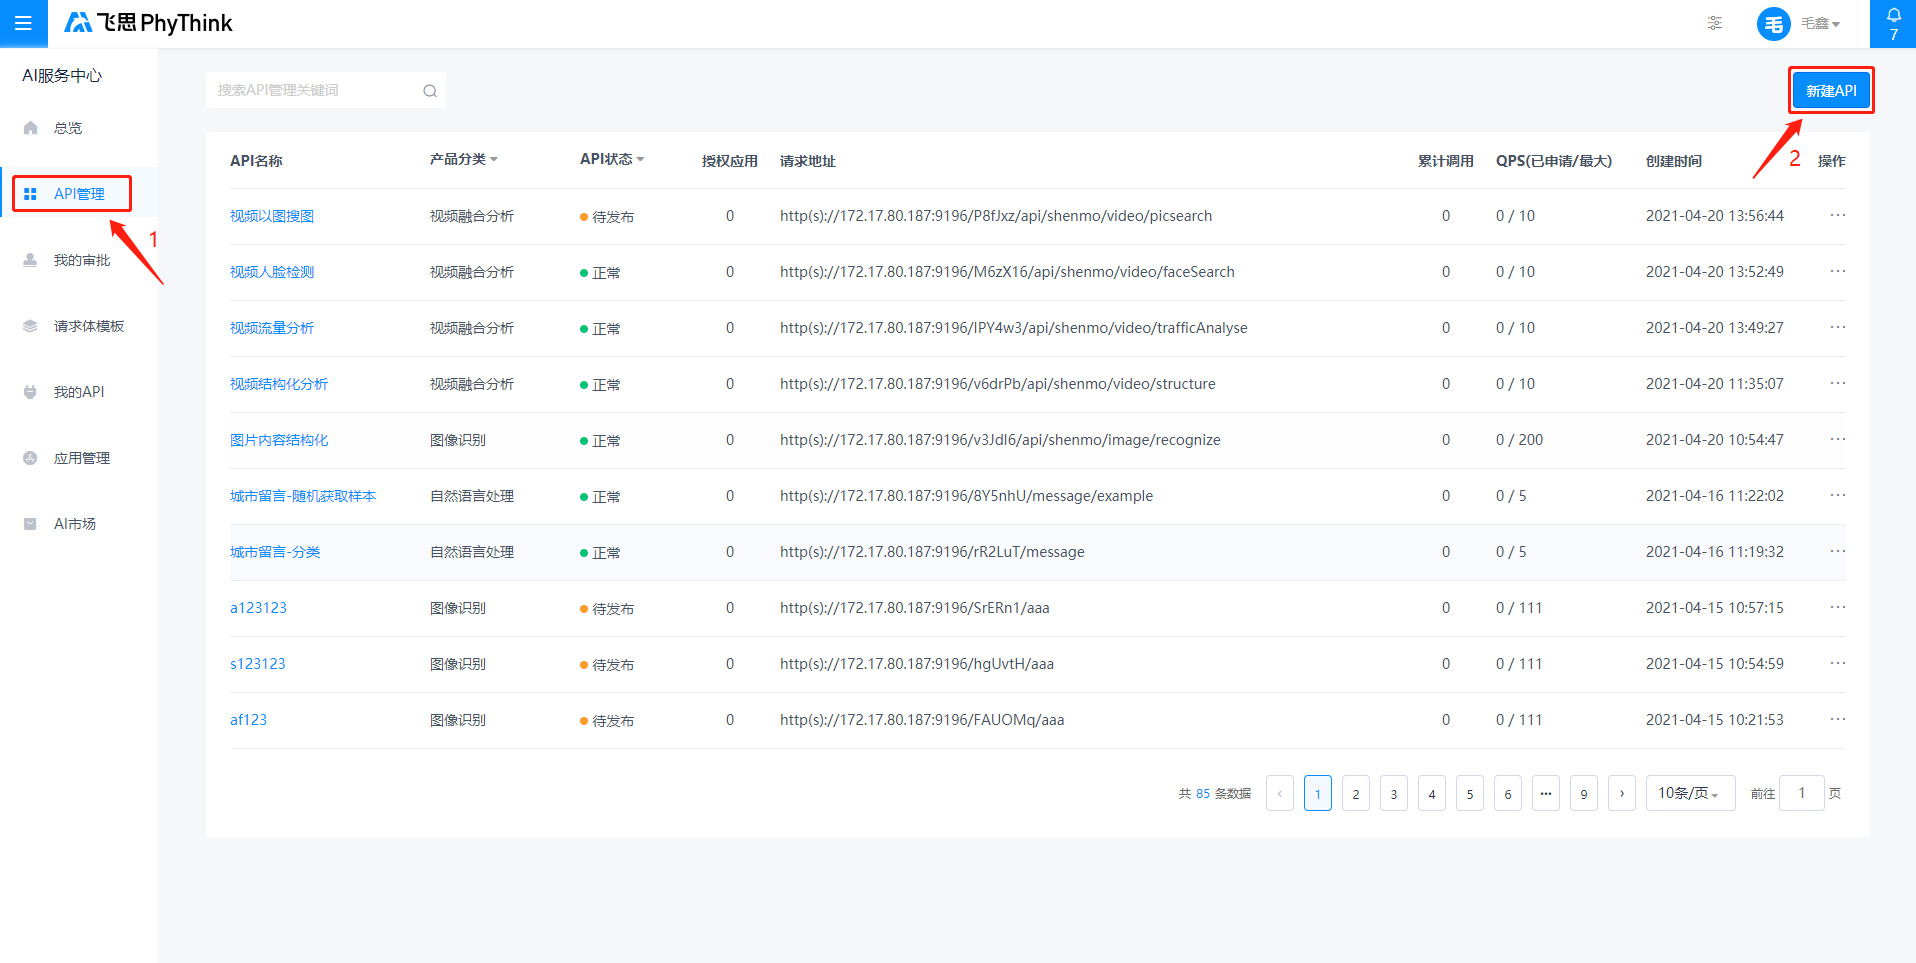 飞思 PhyThink
毛 毛鑫
7
AI服务中心
总览
API管理
1
我的审批
请求体模板
我的API
应用管理
AI市场
搜索API管理关键词
新建API
2
API名称 产品分类 API状态 授权应用 请求地址 累计调用 QPS(已申请/最大) 创建时间 操作
视频以图搜图 视频融合分析 待发布 0 http(s)://172.17.80.187:9196/P8fJxz/api/shenmo/video/picsearch 0 0 / 10 2021-04-20 13:56:44 ···
视频人脸检测 视频融合分析 正常 0 http(s)://172.17.80.187:9196/M6zX16/api/shenmo/video/faceSearch 0 0 / 10 2021-04-20 13:52:49 ···
视频流量分析 视频融合分析 正常 0 http(s)://172.17.80.187:9196/IPY4w3/api/shenmo/video/trafficAnalyse 0 0 / 10 2021-04-20 13:49:27 ···
视频结构化分析 视频融合分析 正常 0 http(s)://172.17.80.187:9196/v6drPb/api/shenmo/video/structure 0 0 / 10 2021-04-20 11:35:07 ···
图片内容结构化 图像识别 正常 0 http(s)://172.17.80.187:9196/v3JdI6/api/shenmo/image/recognize 0 0 / 200 2021-04-20 10:54:47 ···
城市留言-随机获取样本 自然语言处理 正常 0 http(s)://172.17.80.187:9196/8Y5nhU/message/example 0 0 / 5 2021-04-16 11:22:02 ···
城市留言-分类 自然语言处理 正常 0 http(s)://172.17.80.187:9196/rR2LuT/message 0 0 / 5 2021-04-16 11:19:32 ···
a123123 图像识别 待发布 0 http(s)://172.17.80.187:9196/SrERn1/aaa 0 0 / 111 2021-04-15 10:57:15 ···
s123123 图像识别 待发布 0 http(s)://172.17.80.187:9196/hgUvtH/aaa 0 0 / 111 2021-04-15 10:54:59 ···
af123 图像识别 待发布 0 http(s)://172.17.80.187:9196/FAUOMq/aaa 0 0 / 111 2021-04-15 10:21:53 ···
共 85 条数据 ‹ 1 2 3 4 5 6 ··· 9 › 10条/页 前往 1 页